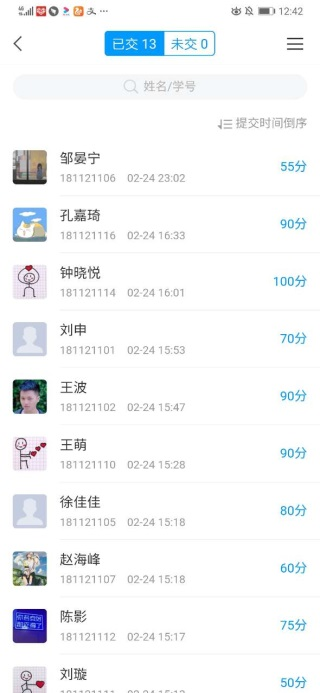 12:42
已交 13 未交 0
姓名/学号
提交时间倒序
邹晏宁
181121106 02-24 23:02
55分
孔嘉琦
181121116 02-24 16:33
90分
钟晓悦
181121114 02-24 16:01
100分
刘申
181121101 02-24 15:53
70分
王波
181121102 02-24 15:47
90分
王萌
181121110 02-24 15:28
90分
徐佳佳
181121105 02-24 15:18
80分
赵海峰
181121107 02-24 15:18
60分
陈影
181121112 02-24 15:17
75分
刘璇
50分